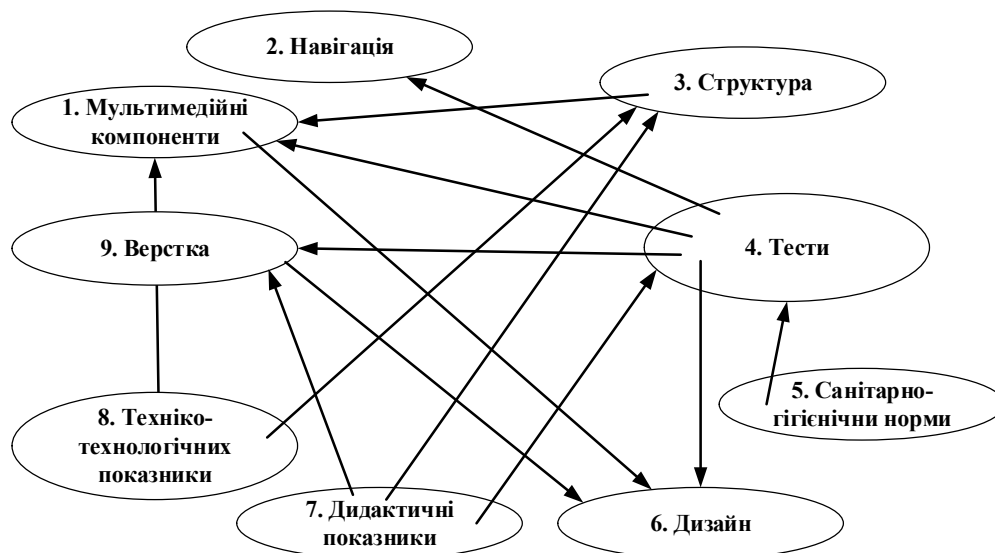 2. Навігація
3. Структура
1. Мультимедійні
компоненти
9. Верстка
4. Тести
5. Санітарно-
гігієнічни норми
8. Техніко-
технологічних
показники
7. Дидактичні
показники
6. Дизайн